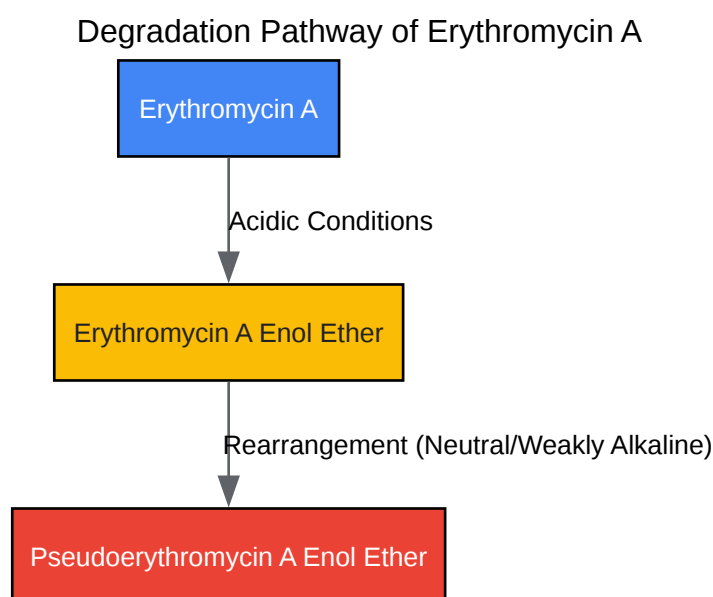 Degradation Pathway of Erythromycin A
Erythromycin A
Acidic Conditions
Erythromycin A Enol Ether
Rearrangement (Neutral/Weakly Alkaline)
Pseudoerythromycin A Enol Ether